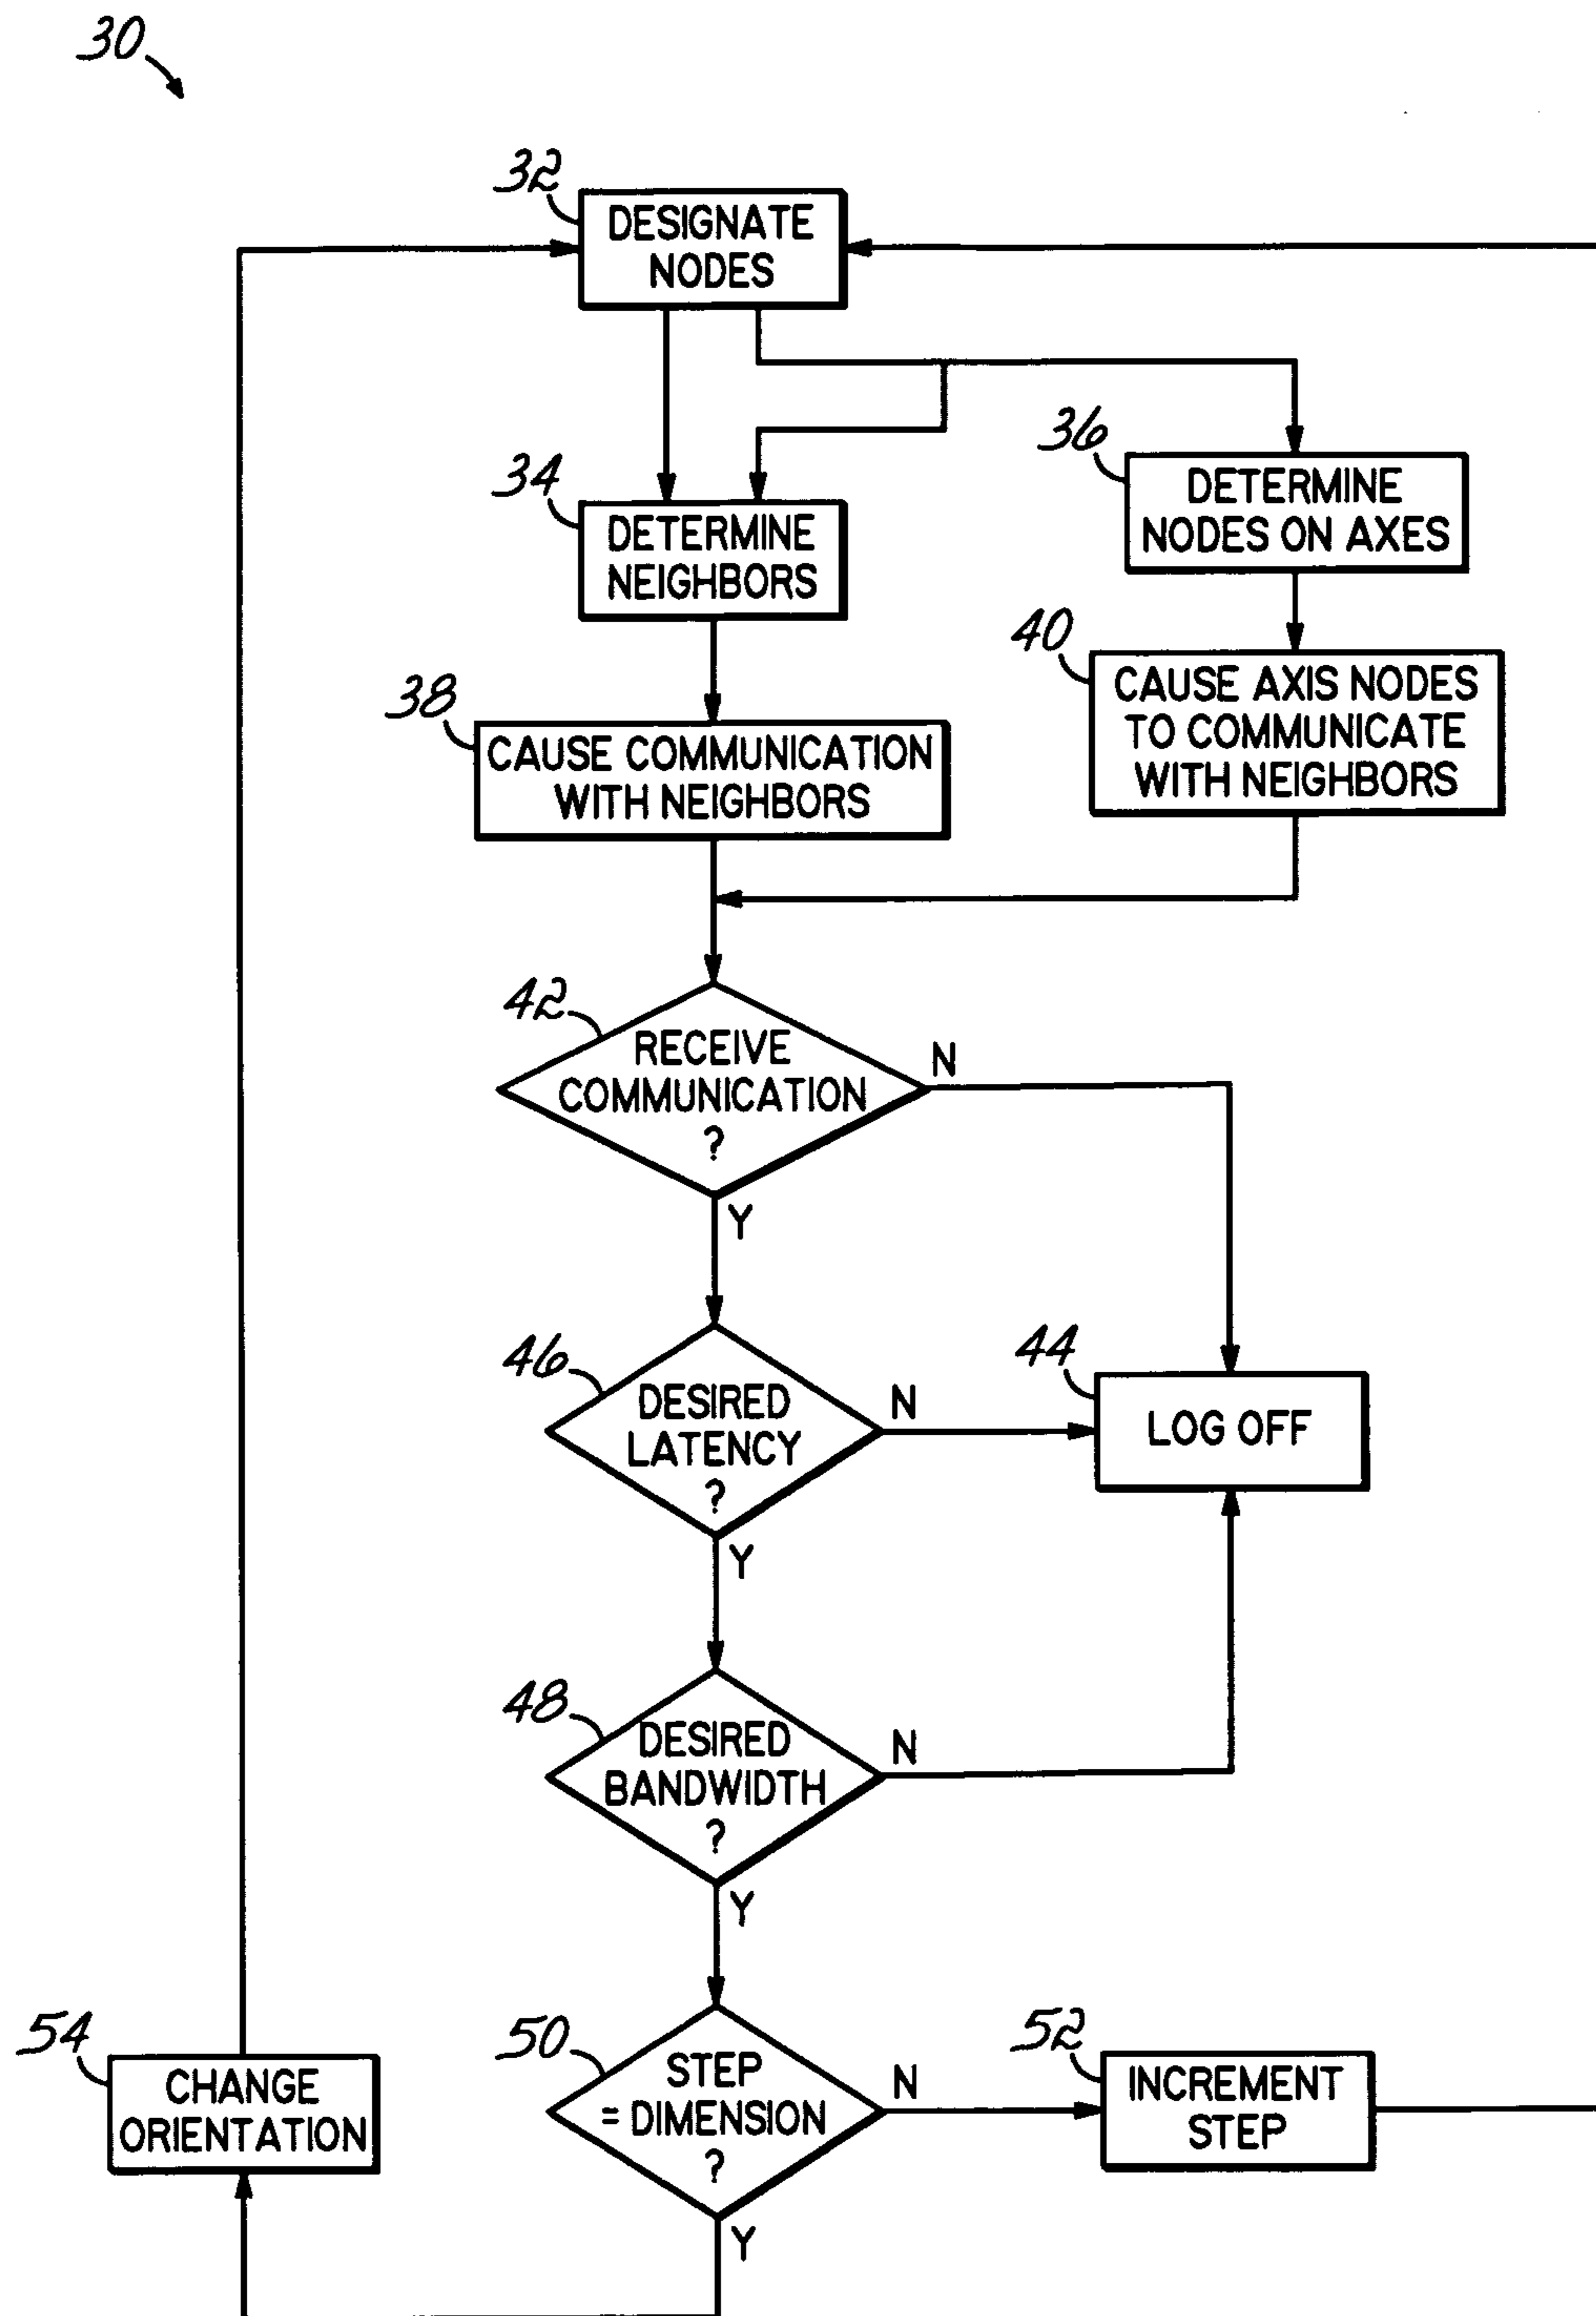 30
32
DESIGNATE
NODES
34
DETERMINE
NEIGHBORS
36
DETERMINE
NODES ON AXES
38
CAUSE COMMUNICATION
WITH NEIGHBORS
40
CAUSE AXIS NODES
TO COMMUNICATE
WITH NEIGHBORS
42
RECEIVE
COMMUNICATION
?
N
Y
46
DESIRED
LATENCY
?
N
Y
44
LOG OFF
48
DESIRED
BANDWIDTH
?
N
Y
50
STEP
= DIMENSION
?
N
Y
52
INCREMENT
STEP
54
CHANGE
ORIENTATION